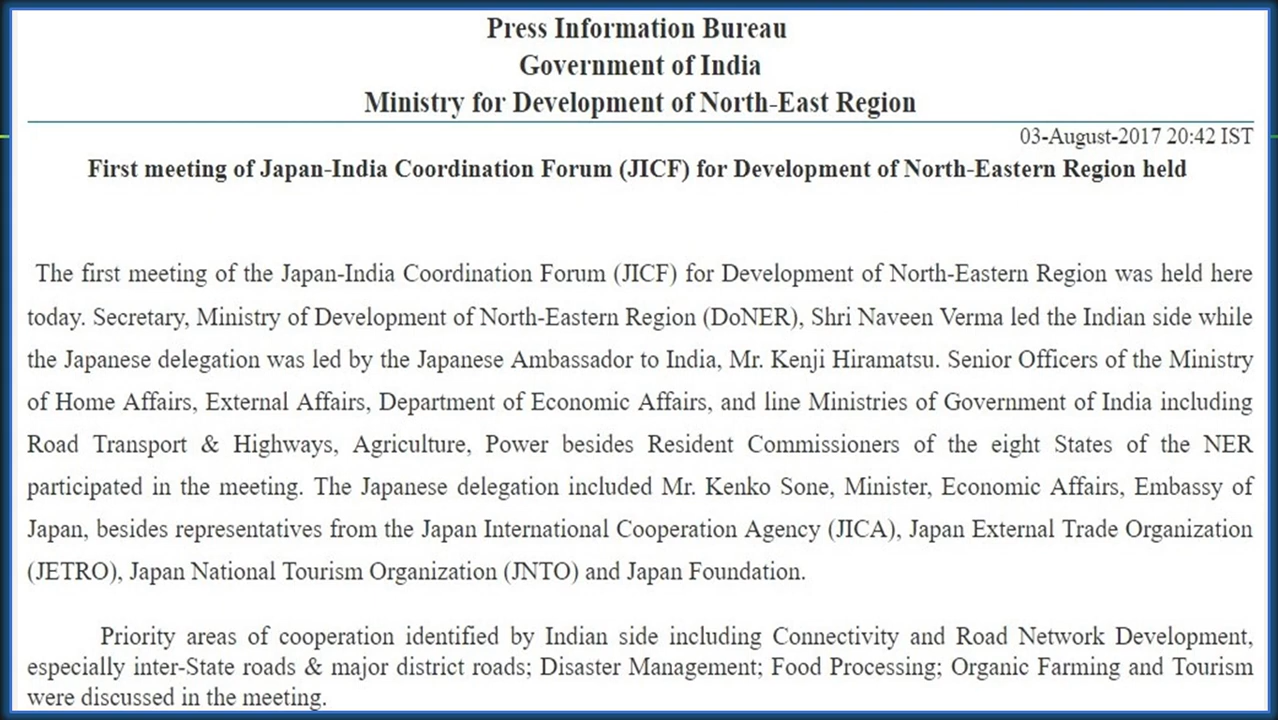 Press Information Bureau
Government of India
Ministry for Development of North-East Region
03-August-2017 20:42 IST
First meeting of Japan-India Coordination Forum (JICF) for Development of North-Eastern Region held
The first meeting of the Japan-India Coordination Forum (JICF) for Development of North-Eastern Region was held here
today. Secretary, Ministry of Development of North-Eastern Region (DoNER), Shri Naveen Verma led the Indian side while
the Japanese delegation was led by the Japanese Ambassador to India, Mr. Kenji Hiramatsu. Senior Officers of the Ministry
of Home Affairs, External Affairs, Department of Economic Affairs, and line Ministries of Government of India including
Road Transport & Highways, Agriculture, Power besides Resident Commissioners of the eight States of the NER
participated in the meeting. The Japanese delegation included Mr. Kenko Sone, Minister, Economic Affairs, Embassy of
Japan, besides representatives from the Japan International Cooperation Agency (JICA), Japan External Trade Organization
(JETRO), Japan National Tourism Organization (JNTO) and Japan Foundation.
Priority areas of cooperation identified by Indian side including Connectivity and Road Network Development,
especially inter-State roads & major district roads; Disaster Management; Food Processing; Organic Farming and Tourism
were discussed in the meeting.